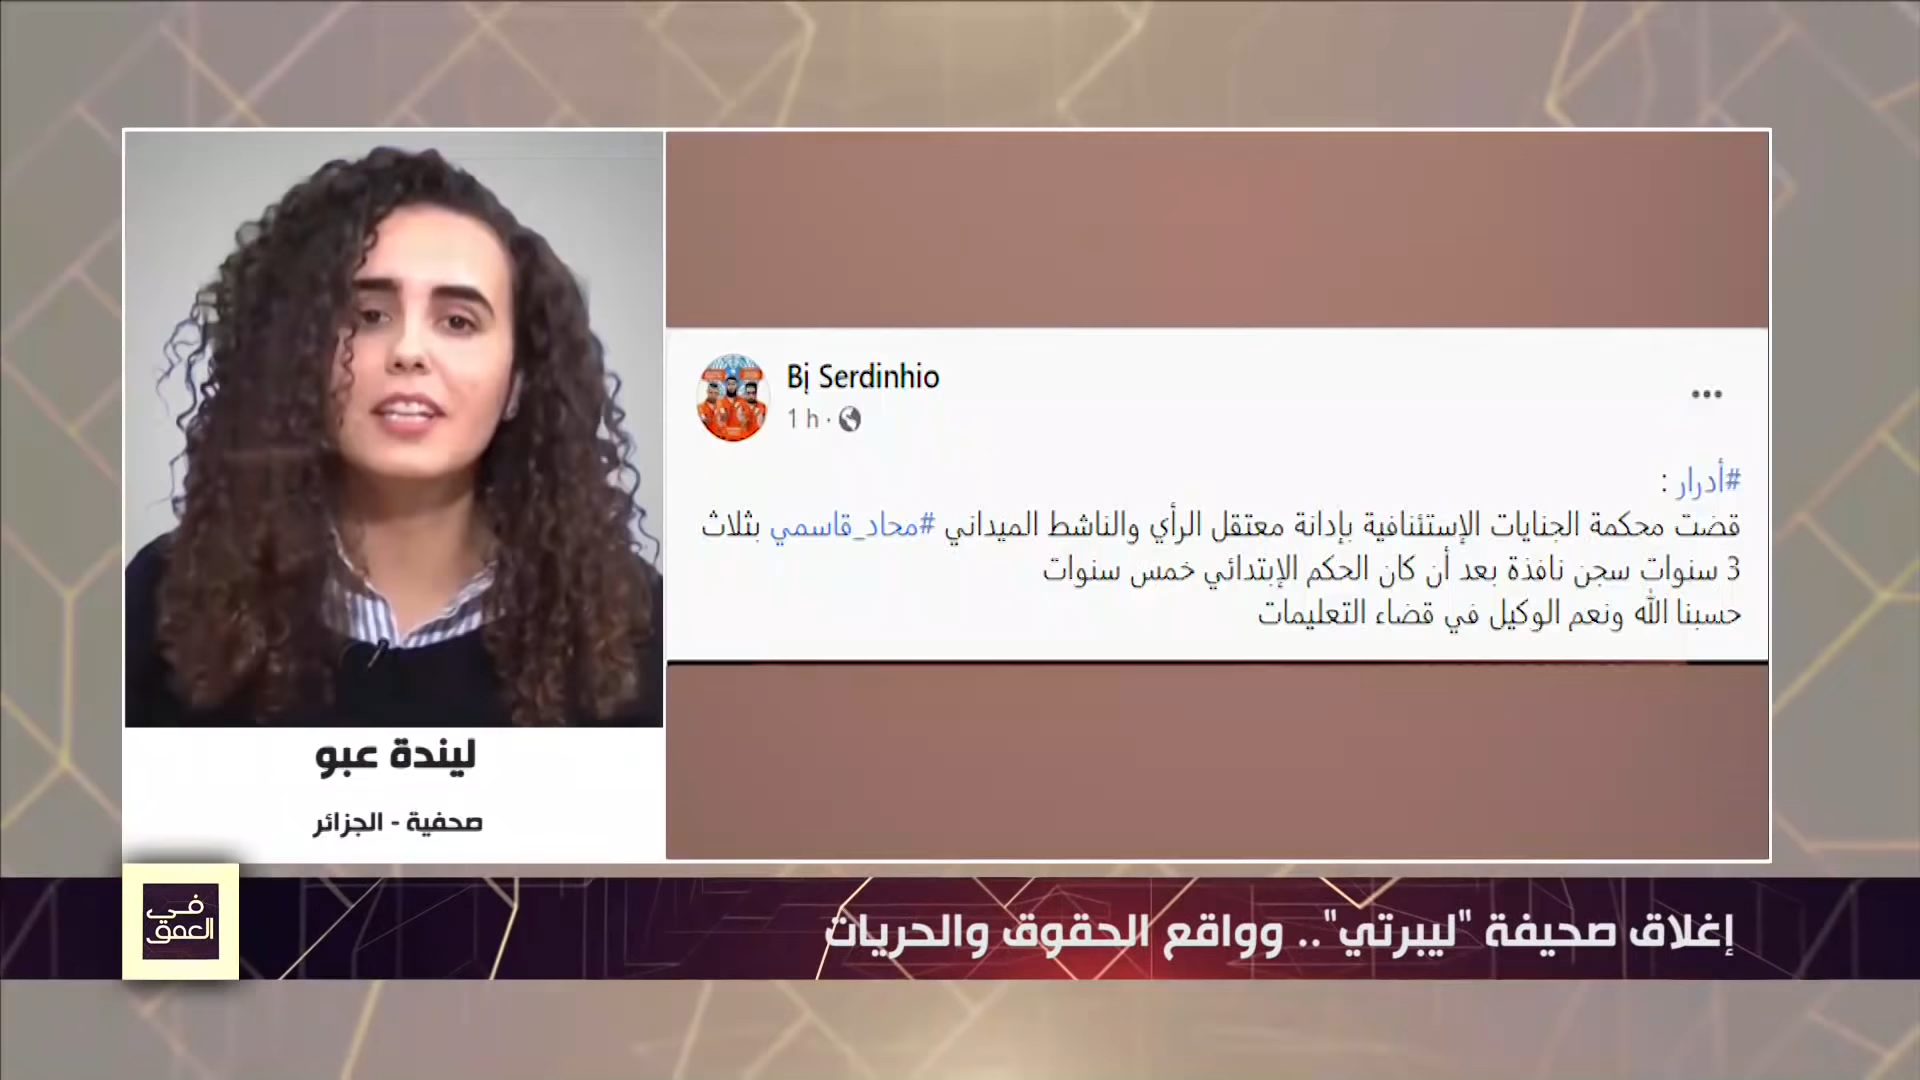 Bj Serdinhio
1 h
#أدرار :
قضت محكمة الجنايات الإستئنافية بإدانة معتقل الرأي والناشط الميداني #محاد_قاسمي بثلاث
3 سنوات سجن نافذة بعد أن كان الحكم الإبتدائي خمس سنوات
حسبنا الله ونعم الوكيل في قضاء التعليمات
ليندة عبو
صحفية - الجزائر
إغلاق صحيفة "ليبرتي" .. وواقع الحقوق والحريات
في
العمق